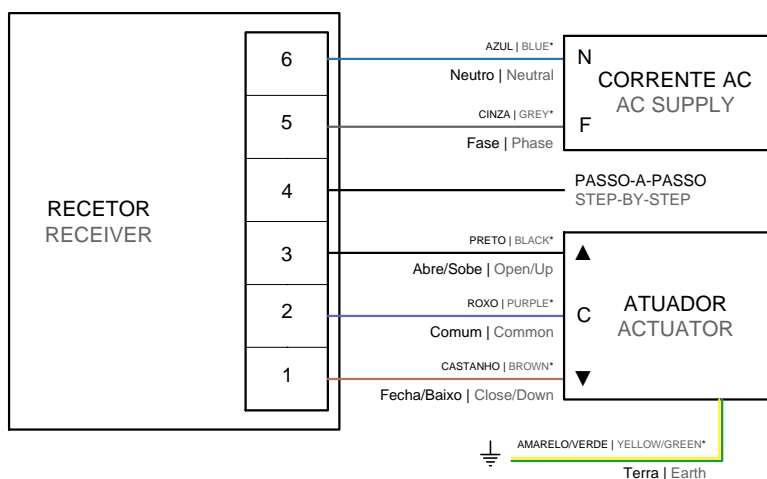 RECETOR
RECEIVER
6
5
4
3
2
1
AZUL | BLUE*
Neutro | Neutral
CINZA | GREY*
Fase | Phase
N
F
CORRENTE AC
AC SUPPLY
PASSO-A-PASSO
STEP-BY-STEP
PRETO | BLACK*
Abre/Sobe | Open/Up
ROXO | PURPLE*
Comum | Common
CASTANHO | BROWN*
Fecha/Baixo | Close/Down
▲
C
▼
ATUADOR
ACTUATOR
AMARELO/VERDE | YELLOW/GREEN*
Terra | Earth